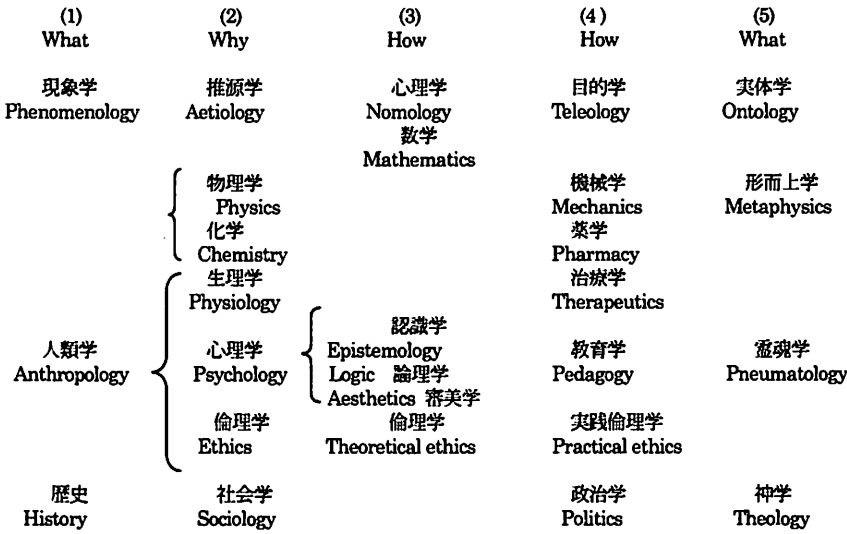 (1) (2) (3) (4) (5)
What Why How How What
現象学 推源学 心理学 目的学 実体学
Phenomenology Aetiology Nomology Teleology Ontology
数学
Mathematics
物理学 機械学 形而上学
Physics Mechanics Metaphysics
化学 薬学
Chemistry Pharmacy
生理学 治療学
Physiology Therapeutics
認識学
人類学 心理学 Epistemology 教育学 霊魂学
Anthropology Psychology Logic 論理学 Pedagogy Pneumatology
Aesthetics 審美学
倫理学 倫理学 実践倫理学
Ethics Theoretical ethics Practical ethics
歴史 社会学 政治学 神学
History Sociology Politics Theology